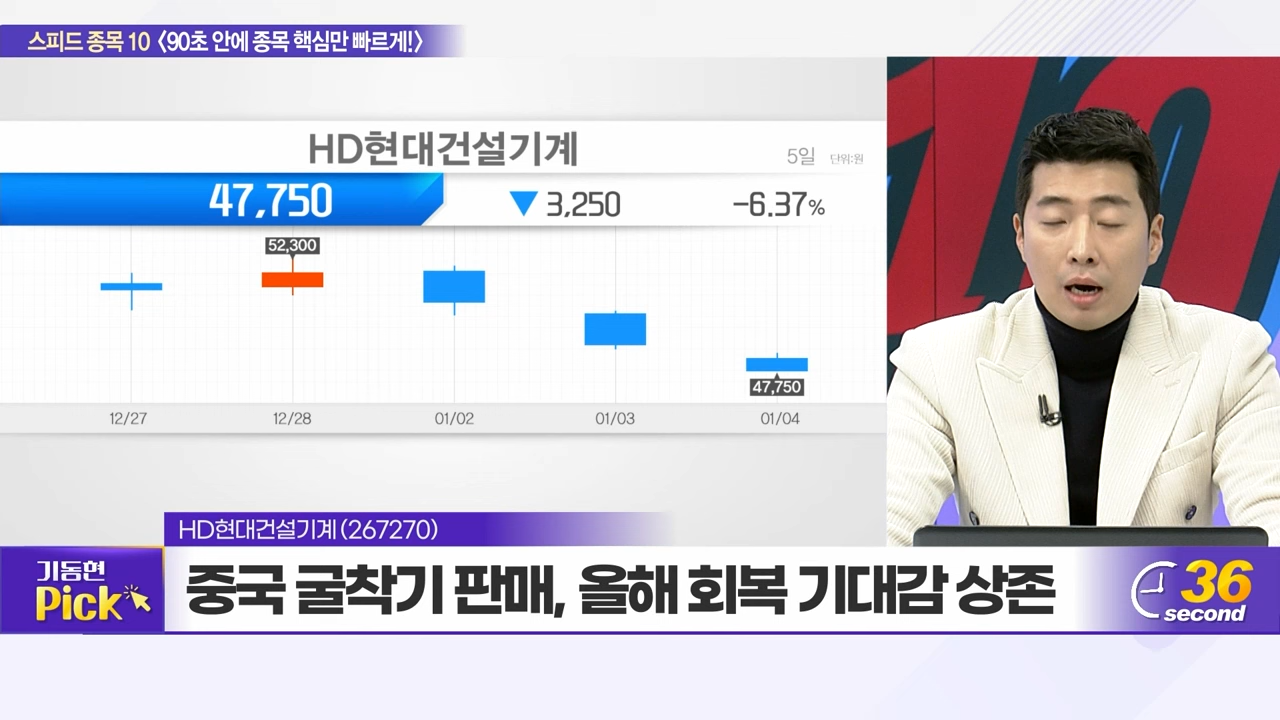 스피드 종목 10 <90초 안에 종목 핵심만 빠르게!>
HD현대건설기계
5일 단위:원
47,750 ▼ 3,250 -6.37%
52,300
47,750
12/27 12/28 01/02 01/03 01/04
HD현대건설기계(267270)
기동현
Pick
중국 굴착기 판매, 올해 회복 기대감 상존
36
second